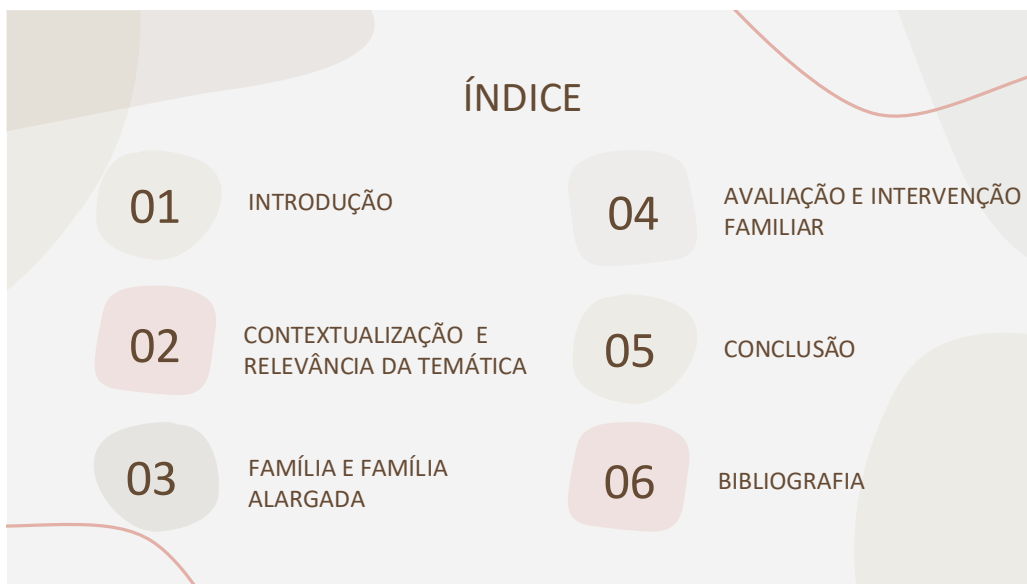 ÍNDICE
01
INTRODUÇÃO
02
CONTEXTUALIZAÇÃO E
RELEVÂNCIA DA TEMÁTICA
03
FAMÍLIA E FAMÍLIA
ALARGADA
04
AVALIAÇÃO E INTERVENÇÃO
FAMILIAR
05
CONCLUSÃO
06
BIBLIOGRAFIA